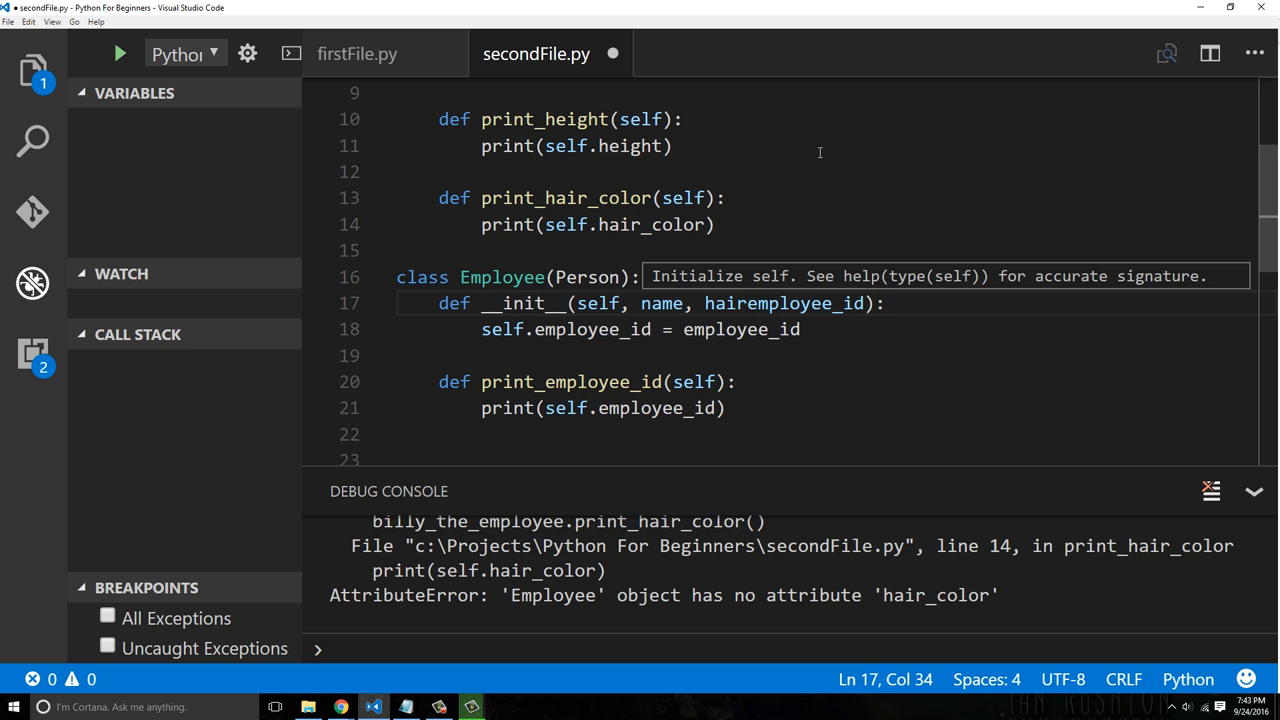 ● secondFile.py - Python For Beginners - Visual Studio Code
File Edit View Go Help
1
2
Pythor
VARIABLES
WATCH
CALL STACK
BREAKPOINTS
All Exceptions
Uncaught Exceptions
firstFile.py secondFile.py
9
10 def print_height(self):
11 print(self.height)
12
13 def print_hair_color(self):
14 print(self.hair_color)
15
16 class Employee(Person):
Initialize self. See help(type(self)) for accurate signature.
17 def __init__(self, name, hairemployee_id):
18 self.employee_id = employee_id
19
20 def print_employee_id(self):
21 print(self.employee_id)
22
23
DEBUG CONSOLE
billy_the_employee.print_hair_color()
File "c:\Projects\Python For Beginners\secondFile.py", line 14, in print_hair_color
print(self.hair_color)
AttributeError: 'Employee' object has no attribute 'hair_color'
0 0 Ln 17, Col 34 Spaces: 4 UTF-8 CRLF Python
I'm Cortana. Ask me anything.
7:43 PM
9/24/2016